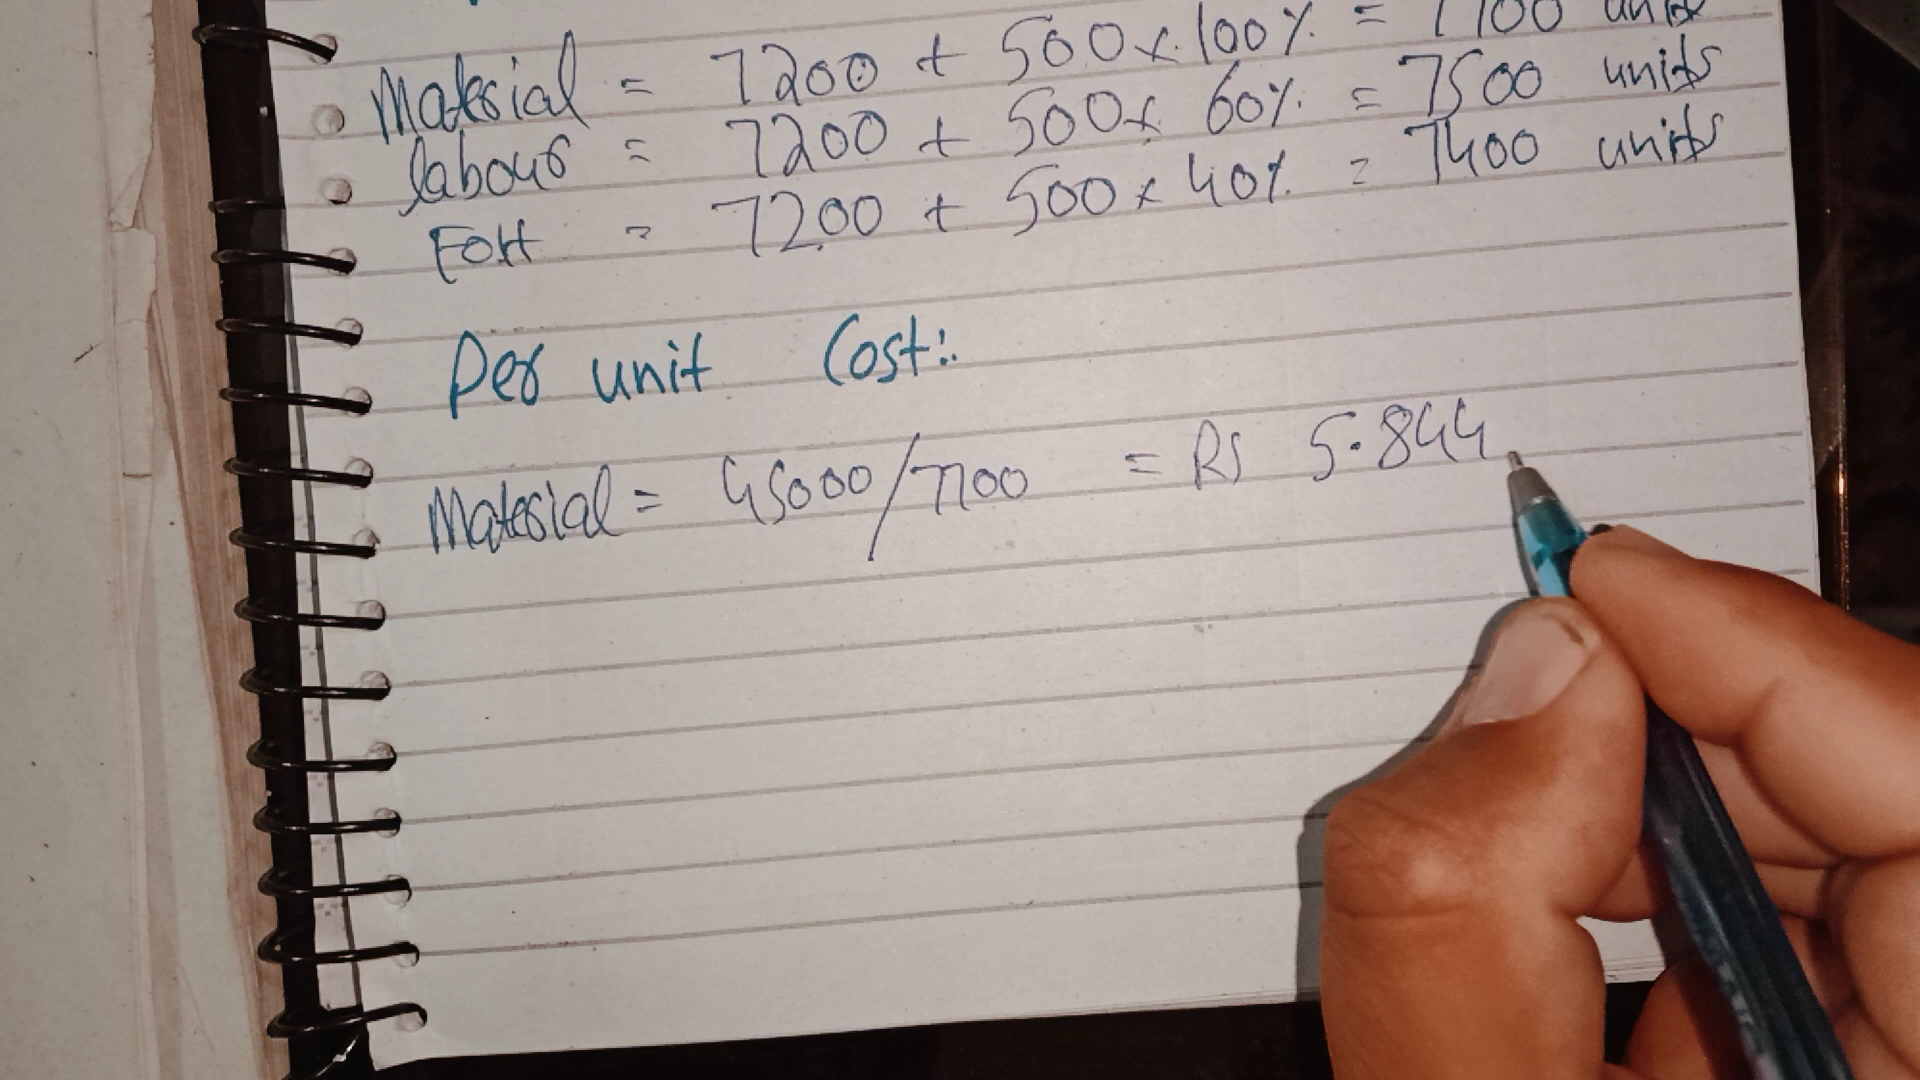 Material = 7200 + 500 x 100% = 7700 units
labour = 7200 + 500 x 60% = 7500 units
FOH = 7200 + 500 x 40% = 7400 units
Per unit Cost:
Material = 45000/7700 = RS 5.844